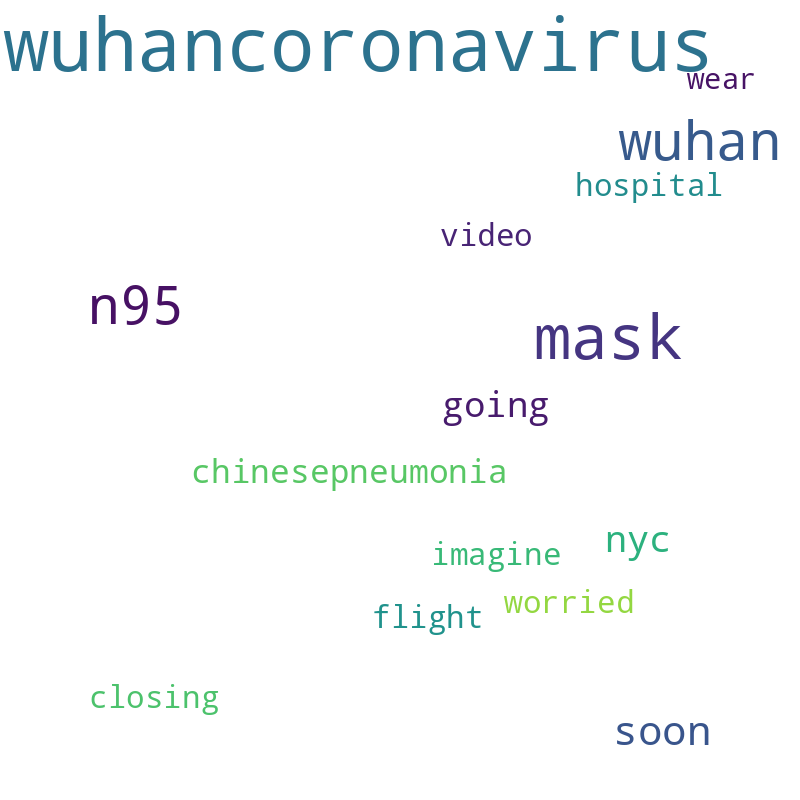 wuhancoronavirus
wear
wuhan
hospital
video
n95
mask
going
chinesepneumonia
nyc
imagine
worried
flight
closing
soon